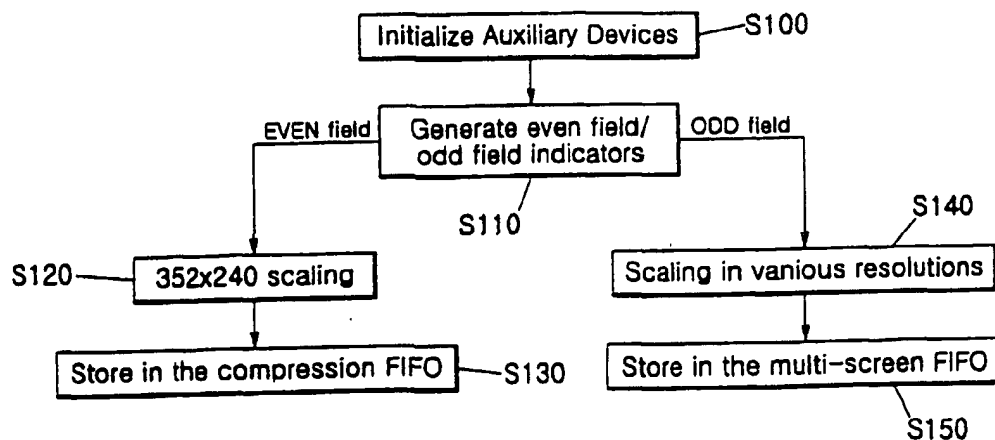 Initialize Auxiliary Devices
S100
EVEN field
Generate even field/
odd field indicators
ODD field
S110
S120
352x240 scaling
S140
Scaling in vanious resolutions
Store in the compression FIFO
S130
Store in the multi-screen FIFO
S150